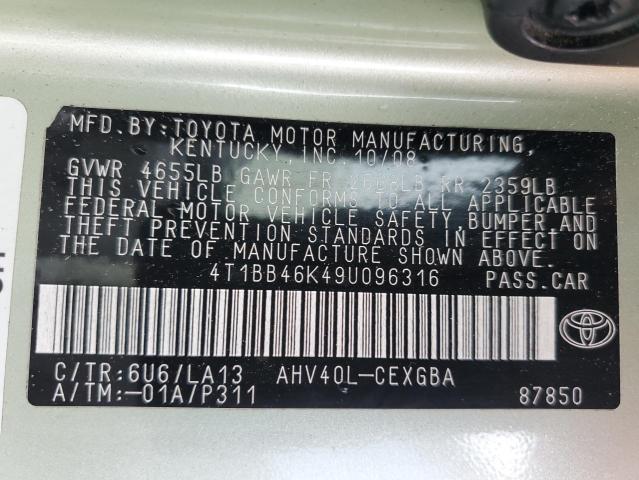 MFD.BY:TOYOTA MOTOR MANUFACTURING,
KENTUCKY, INC. 10/08
GVWR 4655LB GAWR FR RR 2359LB
THIS VEHICLE CONFORMS TO ALL APPLICABLE
FEDERAL MOTOR VEHICLE SAFETY, BUMPER, AND
THEFT PREVENTION STANDARDS IN EFFECT ON
THE DATE OF MANUFACTURE SHOWN ABOVE.
4T1BB46K49U096316 PASS.CAR
C/TR:6U6/LA13 AHV40L-CEXGBA
A/TM:-01A/P311 87850